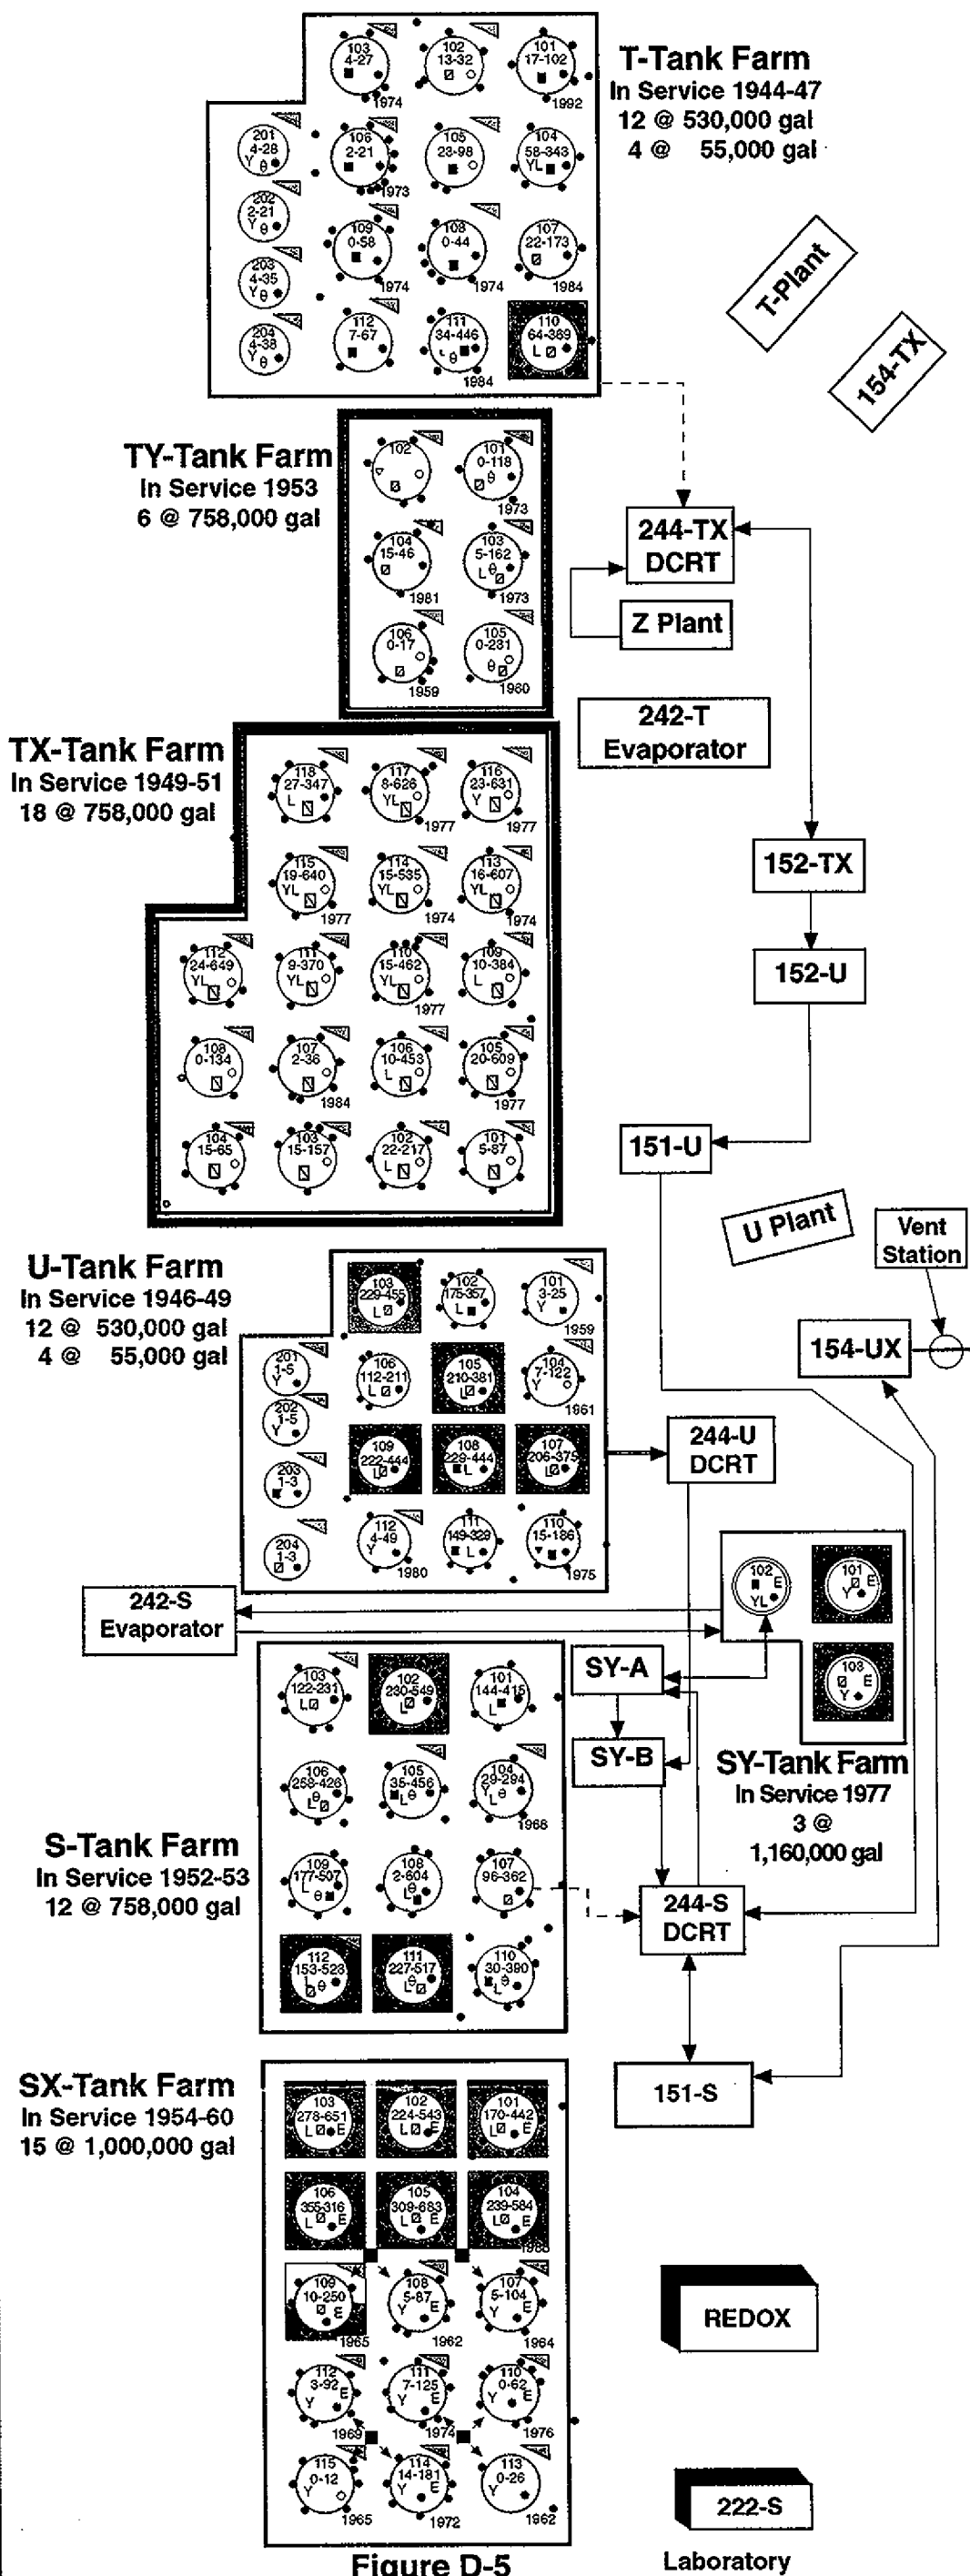 T-Tank Farm
In Service 1944-47
12 @ 530,000 gal
4 @ 55,000 gal
103
4-27
1974
102
13-32
101
17-102
1992
201
4-28
Y θ
106
2-21
1973
105
23-98
104
58-343
YL
202
2-21
Y θ
109
0-58
1974
108
0-44
1974
107
22-173
1984
203
4-35
Y θ
204
4-38
Y θ
112
7-67
111
34-446
L θ
1984
110
64-389
L
T-Plant
154-TX
TY-Tank Farm
In Service 1953
6 @ 758,000 gal
102
101
0-118
θ
1973
104
15-46
1981
103
5-162
L θ
1973
106
0-17
1959
105
0-231
θ
1960
244-TX
DCRT
Z Plant
242-T
Evaporator
TX-Tank Farm
In Service 1949-51
18 @ 758,000 gal
118
27-347
L
117
8-626
YL
1977
116
23-631
Y
1977
115
19-640
YL
1977
114
15-535
YL
1974
113
16-607
YL
1974
112
24-649
YL
111
9-370
YL
110
15-462
YL
1977
109
10-384
L
108
0-134
107
2-36
1984
106
10-453
L
105
20-609
1977
104
15-65
103
15-157
102
22-217
L
101
5-87
152-TX
152-U
151-U
U Plant
Vent
Station
154-UX
U-Tank Farm
In Service 1946-49
12 @ 530,000 gal
4 @ 55,000 gal
103
229-455
L
102
175-357
L
101
3-25
Y
1959
201
1-5
Y
106
112-211
L
105
210-381
L
104
7-122
Y
1961
202
1-5
Y
109
222-444
L
108
229-444
L
107
206-375
L
203
1-3
204
1-3
112
4-49
Y
1980
111
149-329
L
110
15-186
1975
244-U
DCRT
242-S
Evaporator
102
E
YL
101
E
Y
103
E
Y
SY-A
SY-B
SY-Tank Farm
In Service 1977
3 @
1,160,000 gal
S-Tank Farm
In Service 1952-53
12 @ 758,000 gal
103
122-231
L
102
230-549
L
101
144-415
L
106
258-426
L θ
105
35-456
L θ
104
29-294
YL θ
1968
109
177-507
L θ
108
2-604
L θ
107
96-362
112
153-523
L θ
111
227-517
L θ
110
30-390
L θ
244-S
DCRT
151-S
SX-Tank Farm
In Service 1954-60
15 @ 1,000,000 gal
103
278-651
L E
102
224-543
L E
101
170-442
L E
106
355-316
L E
105
309-683
L E
104
239-584
L E
109
10-250
E
1965
108
5-87
Y E
1962
107
5-104
Y E
1964
112
3-92
Y E
1969
111
7-125
Y E
1974
110
0-62
Y E
1976
115
0-12
Y
1965
114
14-181
Y E
1972
113
0-26
Y
1962
REDOX
222-S
Laboratory
Figure D-5